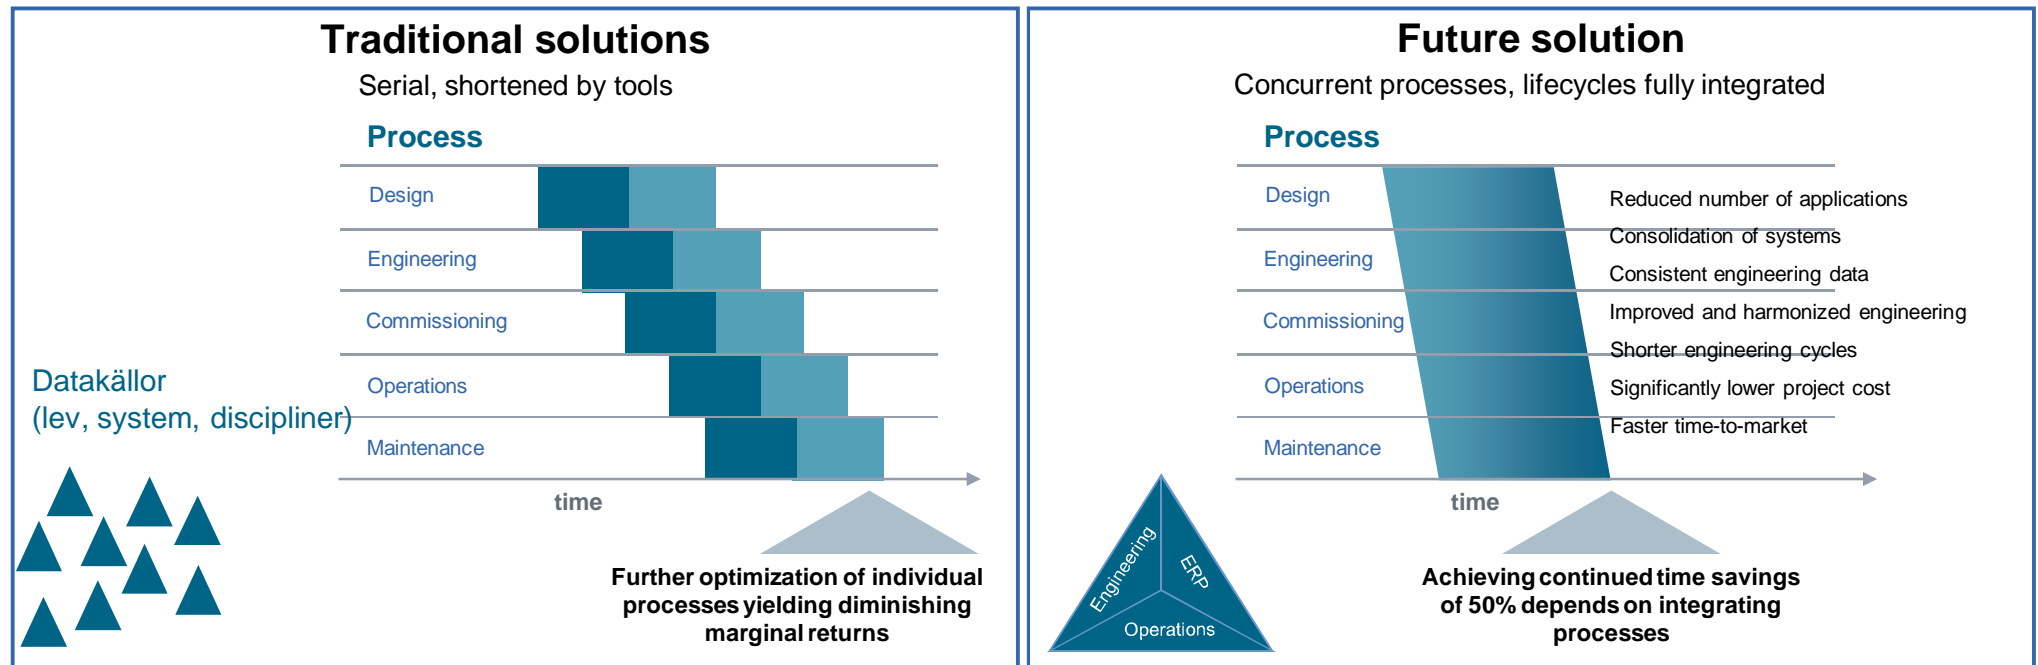 Traditional solutions
Serial, shortened by tools
Process
Design
Engineering
Commissioning
Operations
Maintenance
time
Datakällor
(lev, system, discipliner)
Further optimization of individual
processes yielding diminishing
marginal returns
Future solution
Concurrent processes, lifecycles fully integrated
Process
Design
Engineering
Commissioning
Operations
Maintenance
time
Reduced number of applications
Consolidation of systems
Consistent engineering data
Improved and harmonized engineering
Shorter engineering cycles
Significantly lower project cost
Faster time-to-market
Engineering
ERP
Operations
Achieving continued time savings
of 50% depends on integrating
processes